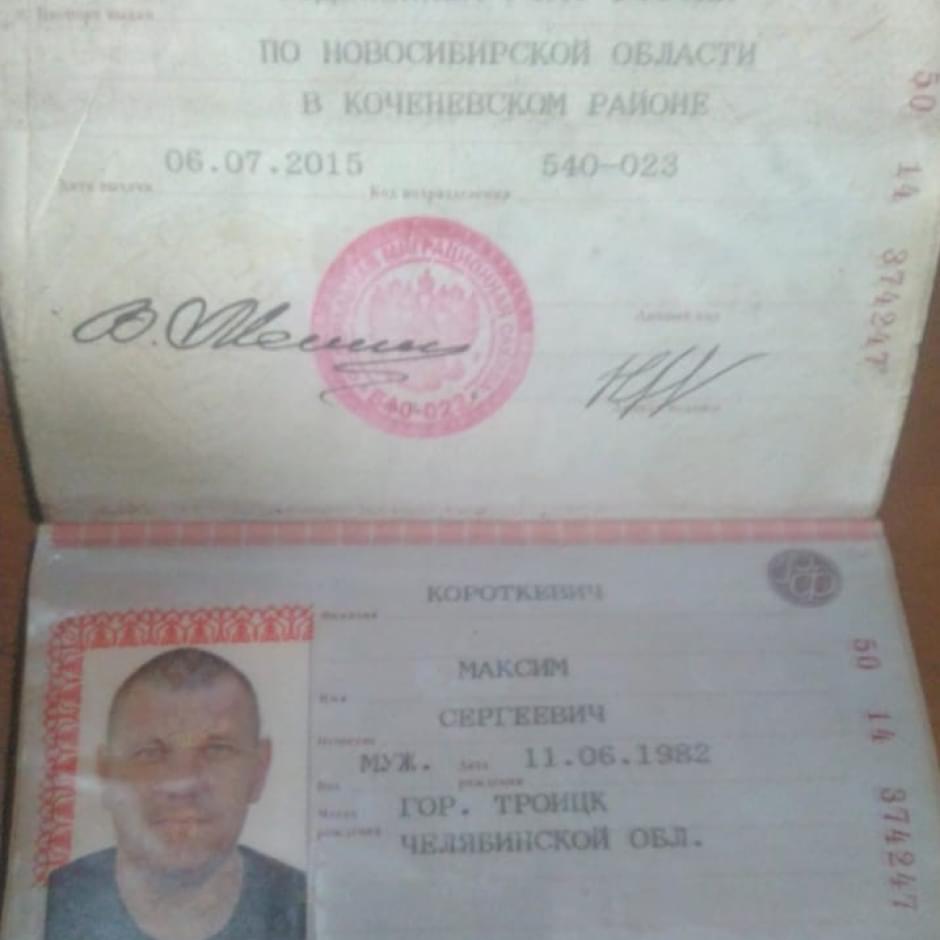 Паспорт выдан
ПО НОВОСИБИРСКОЙ ОБЛАСТИ
В КОЧЕНЕВСКОМ РАЙОНЕ
06.07.2015 540-023
Дата выдачи Код подразделения
МИГРАЦИОННАЯ
540-023
Личный код
50 14 374247
КОРОТКЕВИЧ
Фамилия
МАКСИМ
Имя
СЕРГЕЕВИЧ
Отчество
МУЖ. Дата рождения 11.06.1982
Пол
Место рождения ГОР. ТРОИЦК
ЧЕЛЯБИНСКОЙ ОБЛ.
50 14 374247